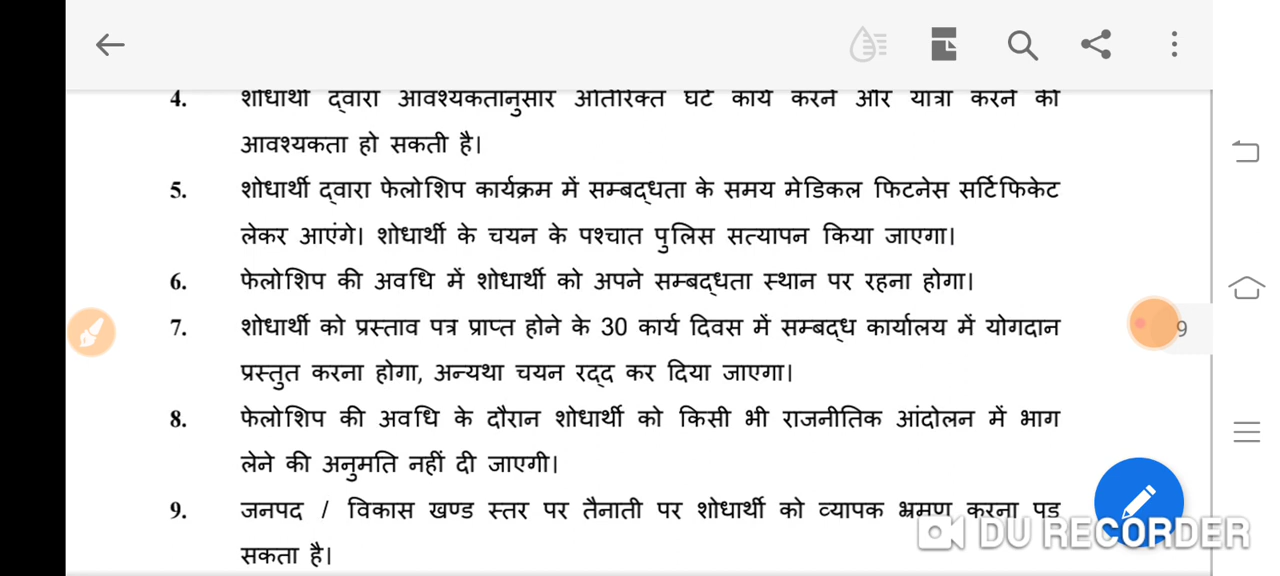 4. शोधार्थी द्वारा आवश्यकतानुसार अतिरिक्त घंटे कार्य करने और यात्रा करने की
आवश्यकता हो सकती है।
5. शोधार्थी द्वारा फेलोशिप कार्यक्रम में सम्बद्धता के समय मेडिकल फिटनेस सर्टिफिकेट
लेकर आएंगे। शोधार्थी के चयन के पश्चात पुलिस सत्यापन किया जाएगा।
6. फेलोशिप की अवधि में शोधार्थी को अपने सम्बद्धता स्थान पर रहना होगा।
7. शोधार्थी को प्रस्ताव पत्र प्राप्त होने के 30 कार्य दिवस में सम्बद्ध कार्यालय में योगदान
9
प्रस्तुत करना होगा, अन्यथा चयन रद्द कर दिया जाएगा।
8. फेलोशिप की अवधि के दौरान शोधार्थी को किसी भी राजनीतिक आंदोलन में भाग
लेने की अनुमति नहीं दी जाएगी।
9. जनपद / विकास खण्ड स्तर पर तैनाती पर शोधार्थी को व्यापक भ्रमण करना पड़
सकता है।
DU RECORDER